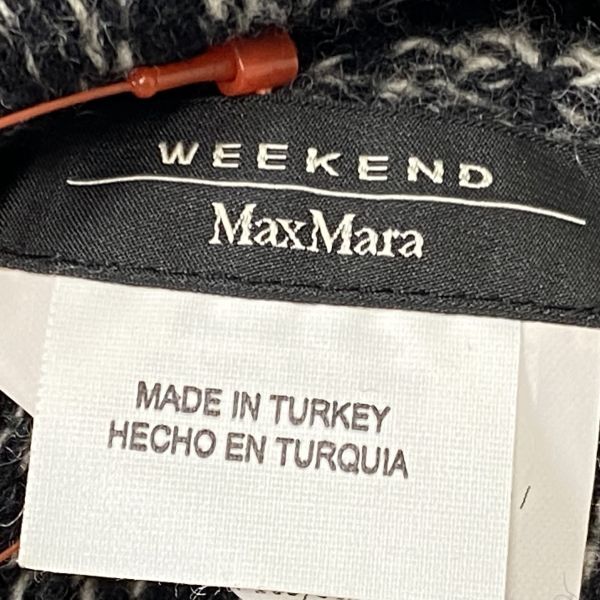 WEEKEND
MaxMara
MADE IN TURKEY
HECHO EN TURQUIA